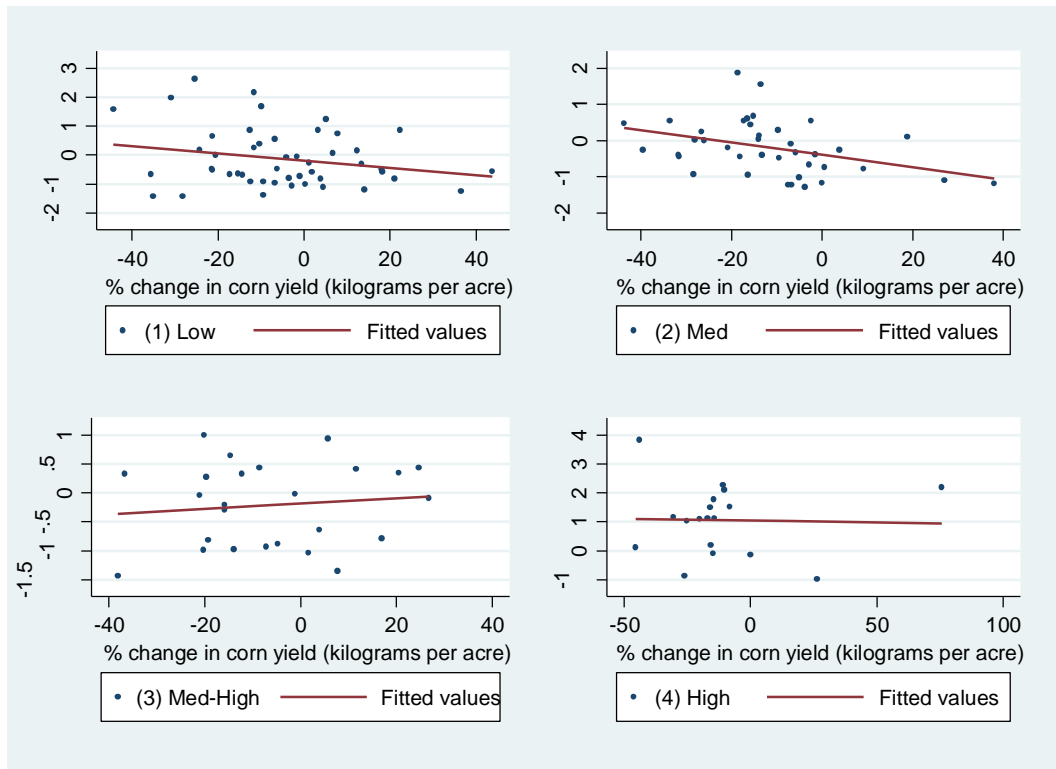 3
2
1
0
-1
-2
-40 -20 0 20 40
% change in corn yield (kilograms per acre)
(1) Low Fitted values
2
1
0
-1
-2
-40 -20 0 20 40
% change in corn yield (kilograms per acre)
(2) Med Fitted values
1
.5
0
-.5
-1
-1.5
-40 -20 0 20 40
% change in corn yield (kilograms per acre)
(3) Med-High Fitted values
4
3
2
1
0
-1
-50 0 50 100
% change in corn yield (kilograms per acre)
(4) High Fitted values